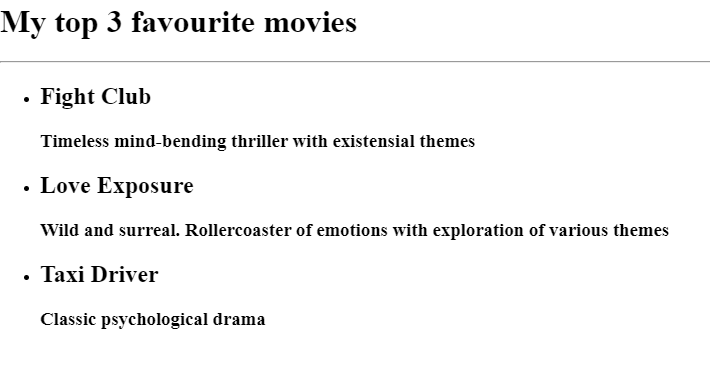 My top 3 favourite movies
Fight Club
Timeless mind-bending thriller with existensial themes
Love Exposure
Wild and surreal. Rollercoaster of emotions with exploration of various themes
Taxi Driver
Classic psychological drama